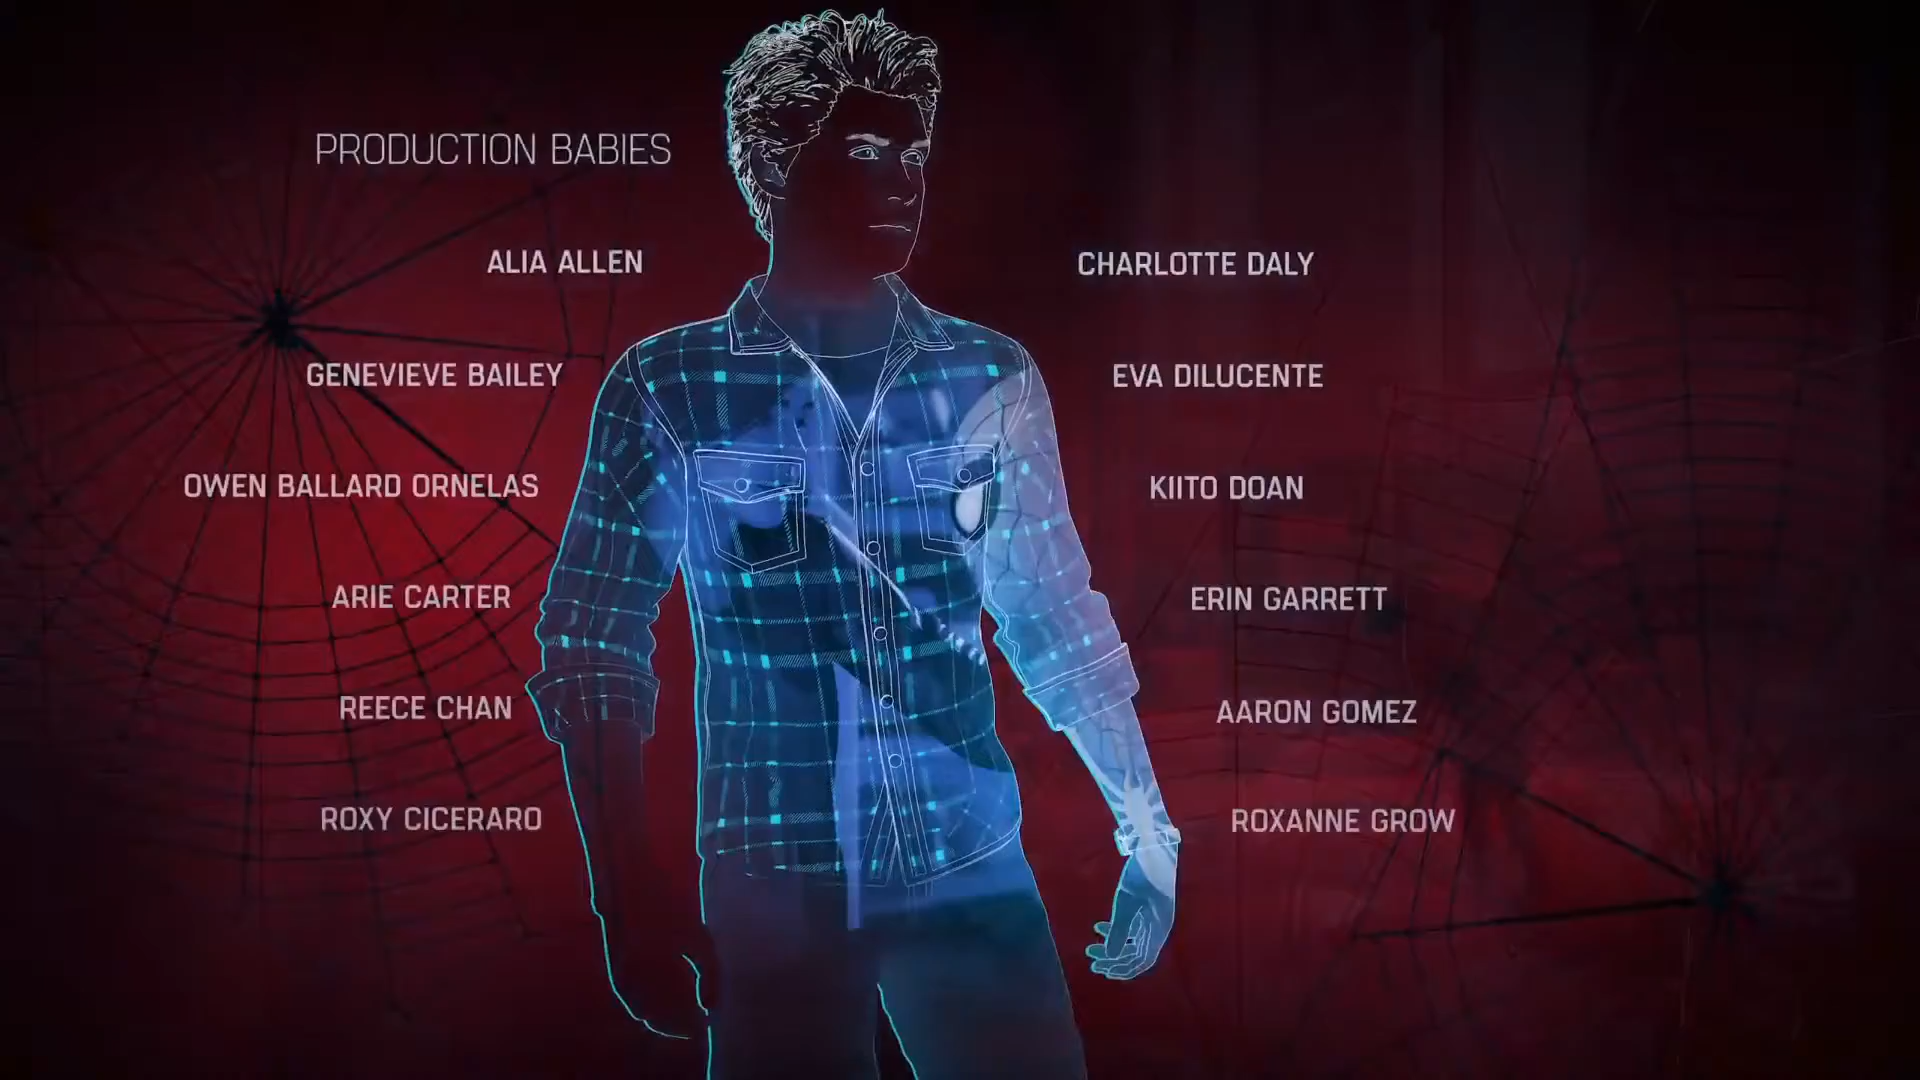 PRODUCTION BABIES
ALIA ALLEN
GENEVIEVE BAILEY
OWEN BALLARD ORNELAS
ARIE CARTER
REECE CHAN
ROXY CICERARO
CHARLOTTE DALY
EVA DILUCENTE
KIITO DOAN
ERIN GARRETT
AARON GOMEZ
ROXANNE GROW